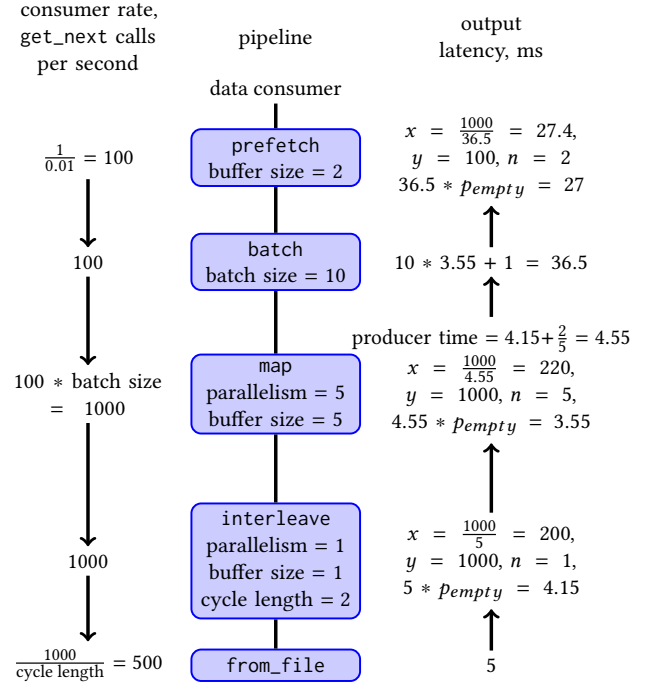 consumer rate,
get_next calls
per second
pipeline
output
latency, ms
data consumer
1/0.01 = 100
prefetch
buffer size = 2
x = 1000/36.5 = 27.4,
y = 100, n = 2
36.5 * p_empty = 27
100
batch
batch size = 10
10 * 3.55 + 1 = 36.5
100 * batch size
= 1000
map
parallelism = 5
buffer size = 5
producer time = 4.15+2/5 = 4.55
x = 1000/4.55 = 220,
y = 1000, n = 5,
4.55 * p_empty = 3.55
1000
interleave
parallelism = 1
buffer size = 1
cycle length = 2
x = 1000/5 = 200,
y = 1000, n = 1,
5 * p_empty = 4.15
1000/cycle length = 500
from_file
5